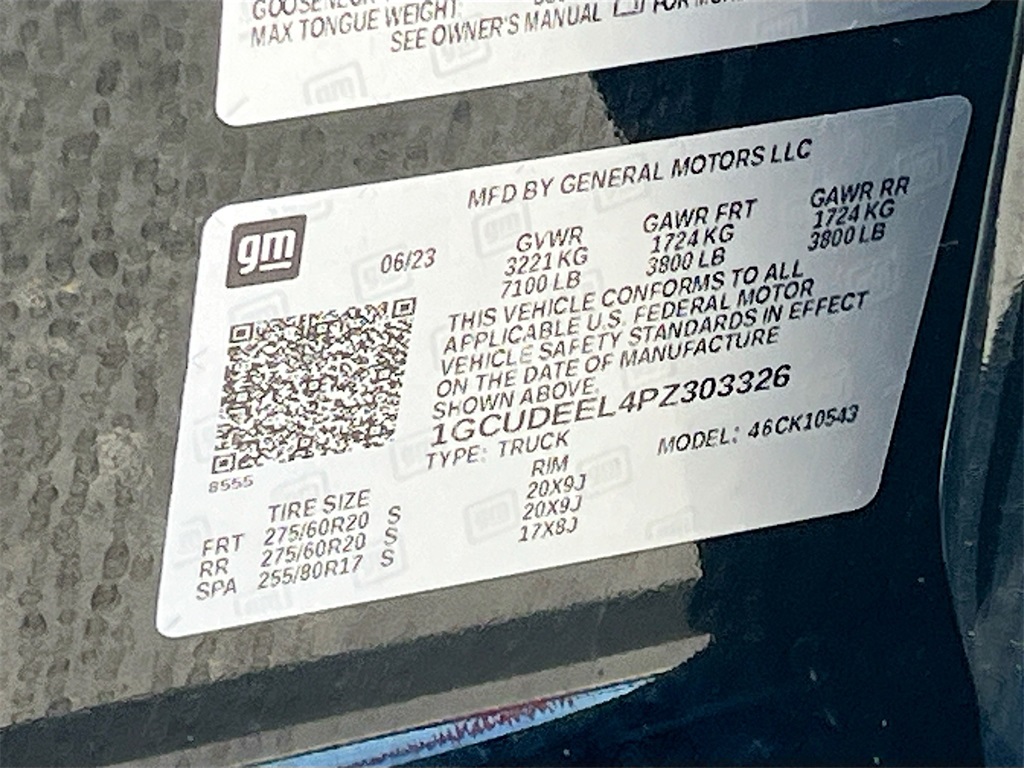 MAX TONGUE WEIGHT:
SEE OWNER'S MANUAL FOR
MFD BY GENERAL MOTORS LLC
gm
06/23
GVWR
3221 KG
7100 LB
GAWR FRT
1724 KG
3800 LB
GAWR RR
1724 KG
3800 LB
THIS VEHICLE CONFORMS TO ALL
APPLICABLE U.S. FEDERAL MOTOR
VEHICLE SAFETY STANDARDS IN EFFECT
ON THE DATE OF MANUFACTURE
SHOWN ABOVE.
1GCUDEEL4PZ303326
TYPE: TRUCK
MODEL: 46CK10543
8555
TIRE SIZE RIM
FRT 275/60R20 S 20X9J
RR 275/60R20 S 20X9J
SPA 255/80R17 S 17X8J